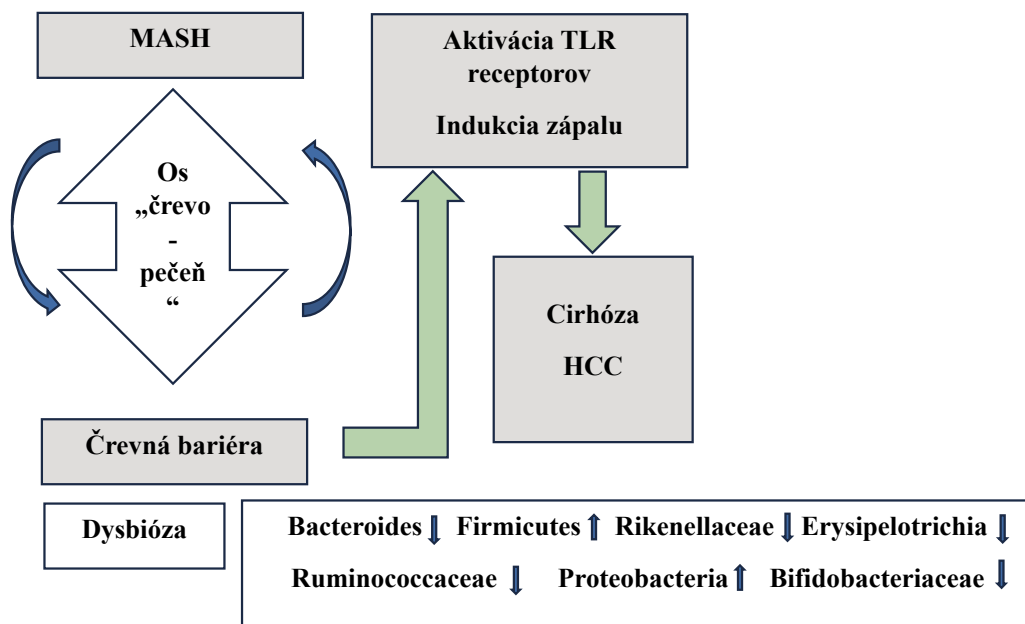 MASH
Aktivácia TLR
receptorov
Indukcia zápalu
Os
„črevo
-
pečeň
“
Cirhóza
HCC
Črevná bariéra
Dysbióza
Bacteroides Firmicutes Rikenellaceae Erysipelotrichia
Ruminococcaceae Proteobacteria Bifidobacteriaceae